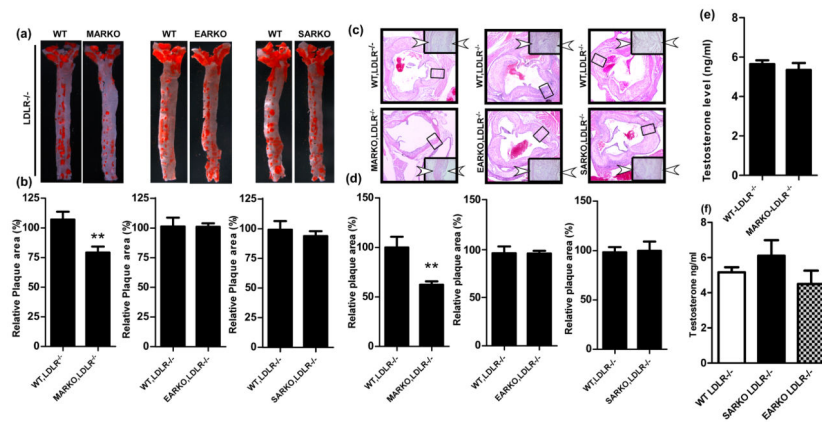 (a)
WT MARKO
WT EARKO
WT SARKO
LDLR-/-
(b)
Relative Plaque area (%)
125
100
75
50
25
0
**
WT,LDLR-/-
MARKO,LDLR-/-
Relative Plaque area (%)
125
100
75
50
25
0
WT,LDLR-/-
EARKO,LDLR-/-
Relative Plaque area (%)
125
100
75
50
25
0
WT,LDLR-/-
SARKO,LDLR-/-
(c)
WT,LDLR-/-
WT,LDLR-/-
WT,LDLR-/-
MARKO,LDLR-/-
EARKO,LDLR-/-
SARKO,LDLR-/-
(d)
Relative plaque area (%)
150
100
50
0
**
WT,LDLR-/-
MARKO,LDLR-/-
Relative Plaque area (%)
150
100
50
0
WT,LDLR-/-
EARKO,LDLR-/-
Relative plaque area (%)
150
100
50
0
WT,LDLR-/-
SARKO,LDLR-/-
(e)
Testosterone level (ng/ml)
8
6
4
2
0
WT-LDLR-/-
MARKO-LDLR-/-
(f)
Testosterone ng/ml
8
6
4
2
0
WT LDLR-/-
SARKO LDLR-/-
EARKO LDLR-/-